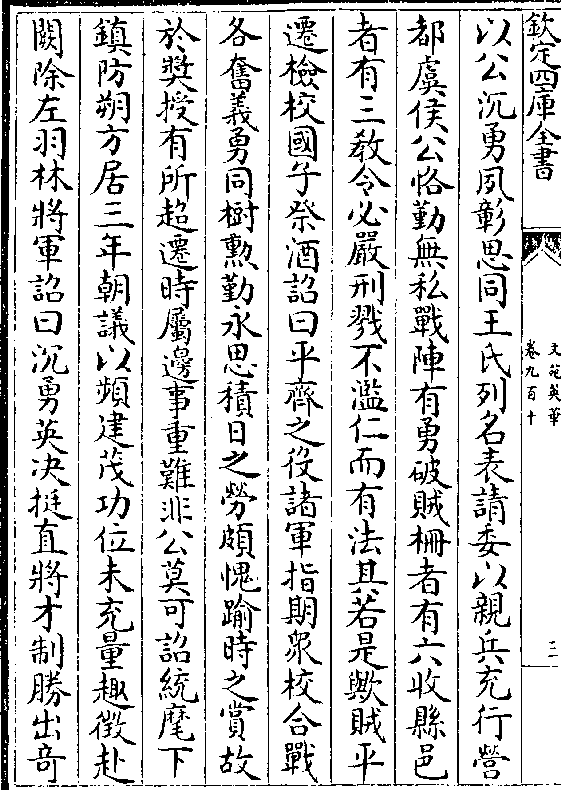 欽定四庫全書
文苑英華
卷九百十
三
以公沉勇夙彰思同王氏列名表請委以親兵充行營
都虞侯公恪勤無私戰陣有勇破賊柵者有六收縣邑
者有三教令必嚴刑戮不濫仁而有法其若是歟賊平
遷檢校國子祭酒詔曰平齊之役諸軍指期眾校合戰
各奮義勇同樹勲勤永思積日之勞頗愧踰時之賞故
於奬授有所超遷時屬邊事重難非公莫可詔統麾下
鎮防朔方居三年朝議以頻建茂功位未充量趣徵赴
闕除左羽林將軍詔曰沉勇英决挺直將才制勝出竒